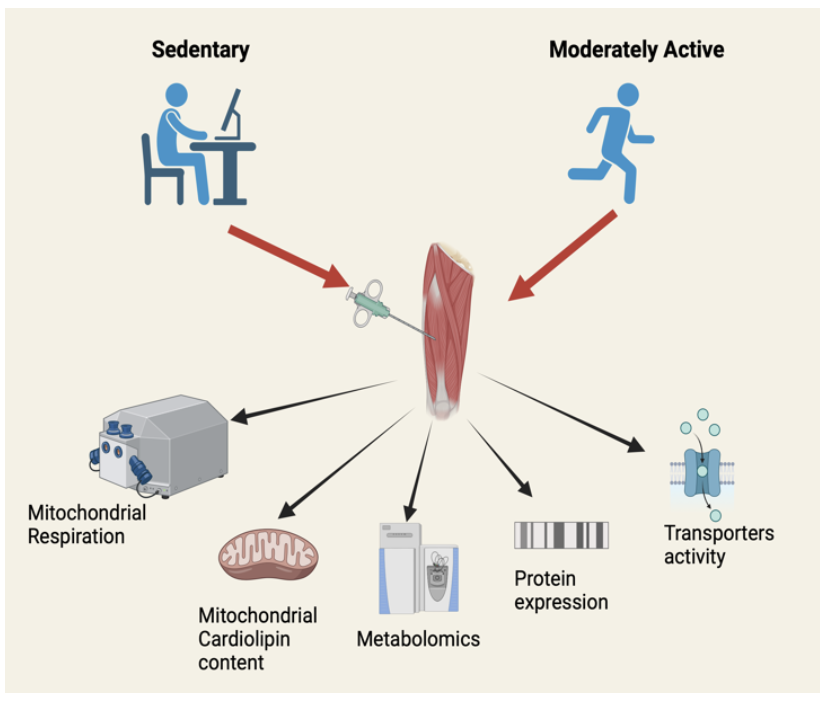 Sedentary
Moderately Active
Mitochondrial
Respiration
Mitochondrial
Cardiolipin
content
Metabolomics
Protein
expression
Transporters
activity